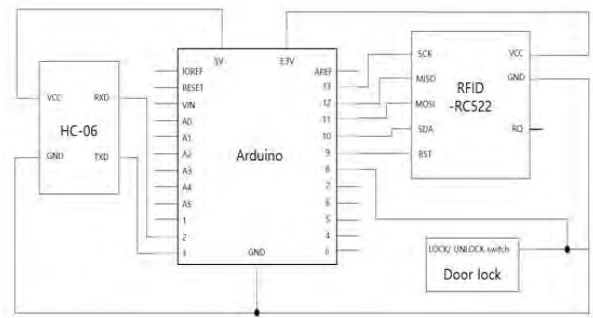 5V
3.3V
IOREF
RESET
VIN
A0
A1
A2
A3
A4
A5
1
2
3
AREF
13
12
11
10
9
8
7
6
5
4
GND
Arduino
VCC
RXD
HC-06
GND
TXD
SCK
VCC
MISO
GND
RFID
-RC522
MOSI
SDA
RQ
RST
LOCK/ UNLOCK switch
Door lock